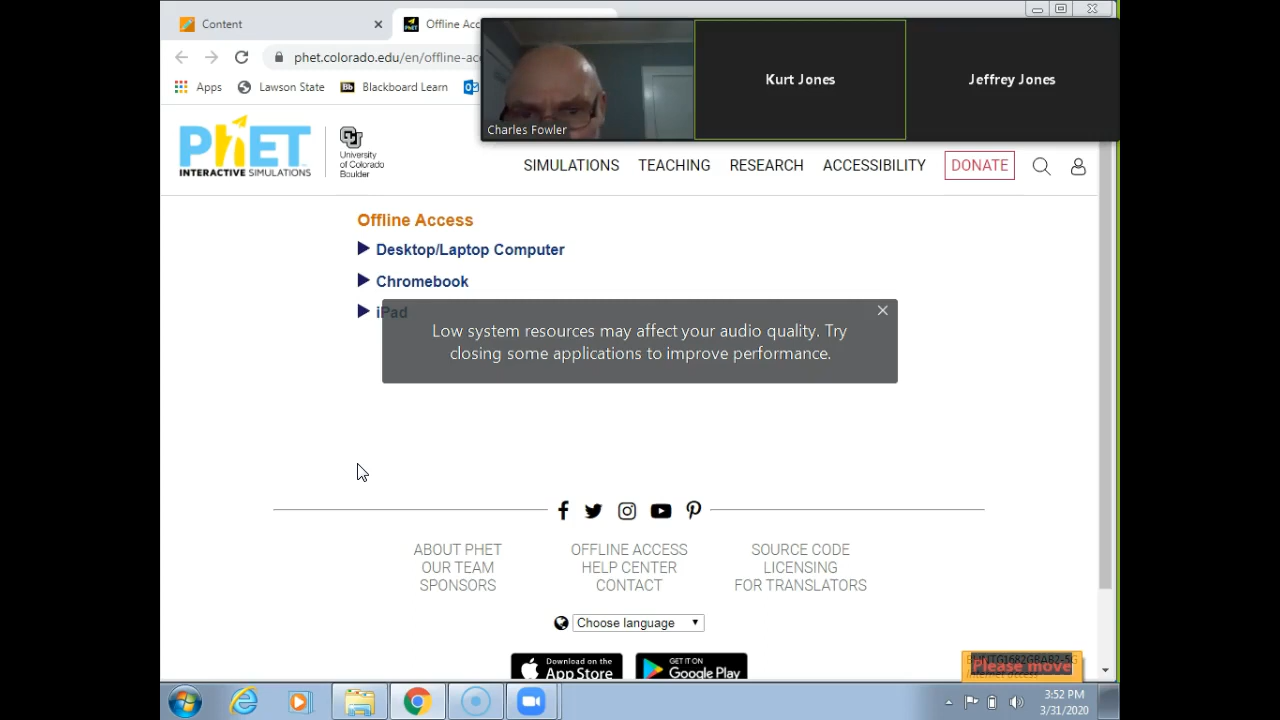 Content
Offline Acc
phet.colorado.edu/en/offline-ac
Apps
Lawson State
Bb
Blackboard Learn
Charles Fowler
Kurt Jones
Jeffrey Jones
PhET
INTERACTIVE SIMULATIONS
CU
University
of Colorado
Boulder
SIMULATIONS
TEACHING
RESEARCH
ACCESSIBILITY
DONATE
Offline Access
Desktop/Laptop Computer
Chromebook
iPad
Low system resources may affect your audio quality. Try
closing some applications to improve performance.
ABOUT PHET
OFFLINE ACCESS
SOURCE CODE
OUR TEAM
HELP CENTER
LICENSING
SPONSORS
CONTACT
FOR TRANSLATORS
Choose language
Download on the
App Store
GET IT ON
Google Play
Please move
Internet access
3:52 PM
3/31/2020